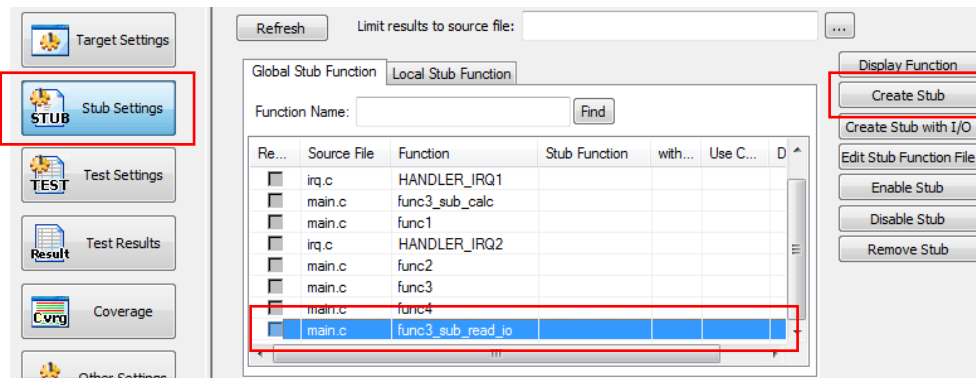 Target Settings
STUB
Stub Settings
TEST
Test Settings
Result
Test Results
Cvrg
Coverage
Other Settings
Refresh
Limit results to source file:
...
Global Stub Function
Local Stub Function
Function Name:
Find
Re... Source File Function Stub Function with... Use C... D
irq.c HANDLER_IRQ1
main.c func3_sub_calc
main.c func1
irq.c HANDLER_IRQ2
main.c func2
main.c func3
main.c func4
main.c func3_sub_read_io
Display Function
Create Stub
Create Stub with I/O
Edit Stub Function File
Enable Stub
Disable Stub
Remove Stub